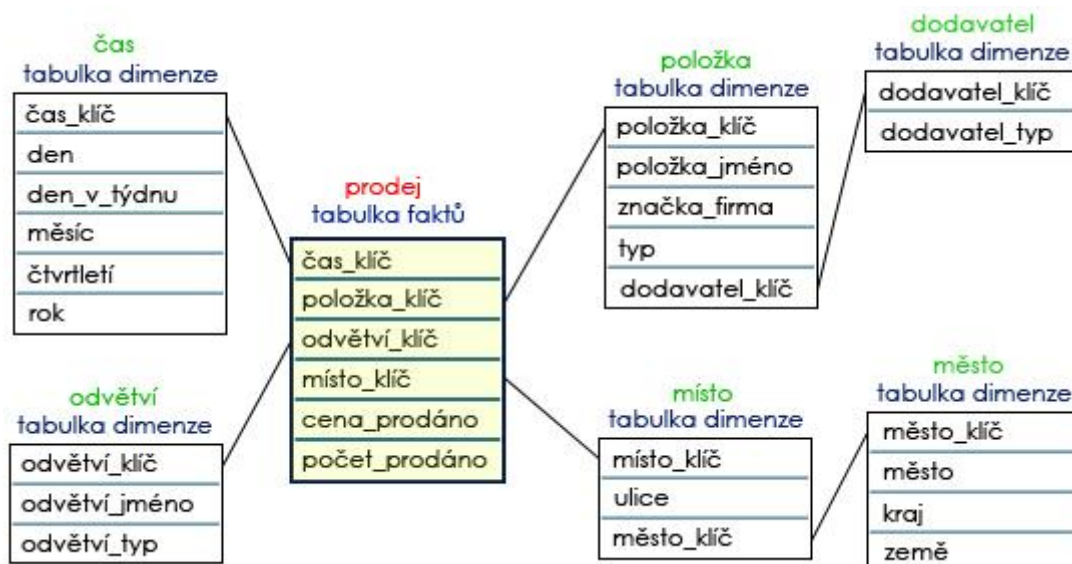 čas
tabulka dimenze
čas_klíč
den
den_v_týdnu
měsíc
čtvrtletí
rok
prodej
tabulka faktů
čas_klíč
položka_klíč
odvětví_klíč
místo_klíč
cena_prodáno
počet_prodáno
položka
tabulka dimenze
položka_klíč
položka_jméno
značka_firma
typ
dodavatel_klíč
dodavatel
tabulka dimenze
dodavatel_klíč
dodavatel_typ
odvětví
tabulka dimenze
odvětví_klíč
odvětví_jméno
odvětví_typ
místo
tabulka dimenze
místo_klíč
ulice
město_klíč
město
tabulka dimenze
město_klíč
město
kraj
země